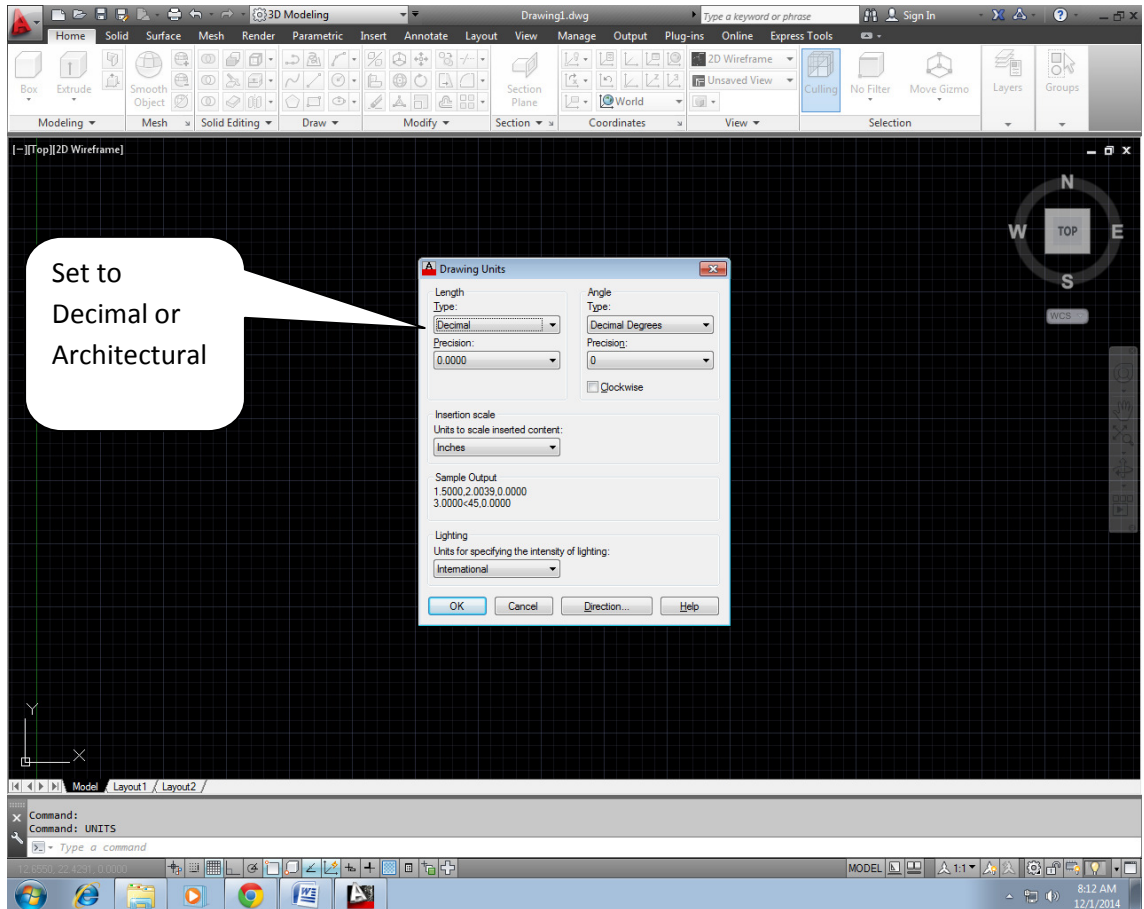 3D Modeling
Drawing1.dwg
Type a keyword or phrase
Sign In
Home Solid Surface Mesh Render Parametric Insert Annotate Layout View Manage Output Plug-ins Online Express Tools
Box
Extrude
Smooth
Object
Section
Plane
World
2D Wireframe
Unsaved View
Culling
No Filter
Move Gizmo
Layers
Groups
Modeling
Mesh
Solid Editing
Draw
Modify
Section
Coordinates
View
Selection
[−][Top][2D Wireframe]
N
W
TOP
E
S
WCS
Set to
Decimal or
Architectural
Drawing Units
Length
Type:
Decimal
Precision:
0.0000
Angle
Type:
Decimal Degrees
Precision:
0
Clockwise
Insertion scale
Units to scale inserted content:
Inches
Sample Output
1.5000,2.0039,0.0000
3.0000<45,0.0000
Lighting
Units for specifying the intensity of lighting:
International
OK
Cancel
Direction...
Help
Y
X
Model
Layout1
Layout2
Command:
Command: UNITS
Type a command
MODEL
1:1
8:12 AM
12/1/2014